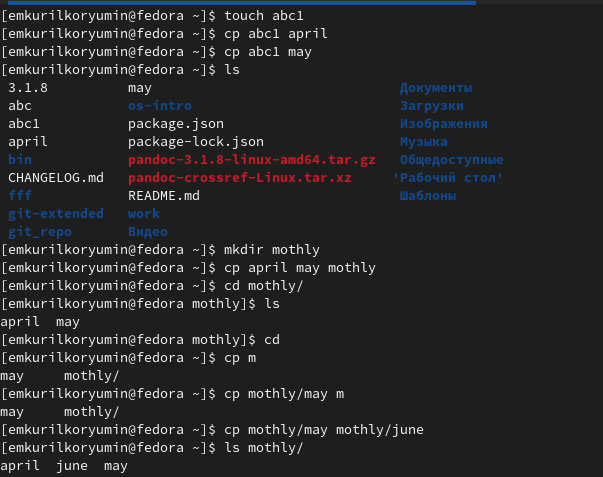 [emkurilkoryumin@fedora ~]$ touch abc1
[emkurilkoryumin@fedora ~]$ cp abc1 april
[emkurilkoryumin@fedora ~]$ cp abc1 may
[emkurilkoryumin@fedora ~]$ ls
3.1.8 may Документы
abc os-intro Загрузки
abc1 package.json Изображения
april package-lock.json Музыка
bin pandoc-3.1.8-linux-amd64.tar.gz Общедоступные
CHANGELOG.md pandoc-crossref-Linux.tar.xz 'Рабочий стол'
fff README.md Шаблоны
git-extended work
git_repo Видео
[emkurilkoryumin@fedora ~]$ mkdir mothly
[emkurilkoryumin@fedora ~]$ cp april may mothly
[emkurilkoryumin@fedora ~]$ cd mothly/
[emkurilkoryumin@fedora mothly]$ ls
april may
[emkurilkoryumin@fedora mothly]$ cd
[emkurilkoryumin@fedora ~]$ cp m
may mothly/
[emkurilkoryumin@fedora ~]$ cp mothly/may m
may mothly/
[emkurilkoryumin@fedora ~]$ cp mothly/may mothly/june
[emkurilkoryumin@fedora ~]$ ls mothly/
april june may